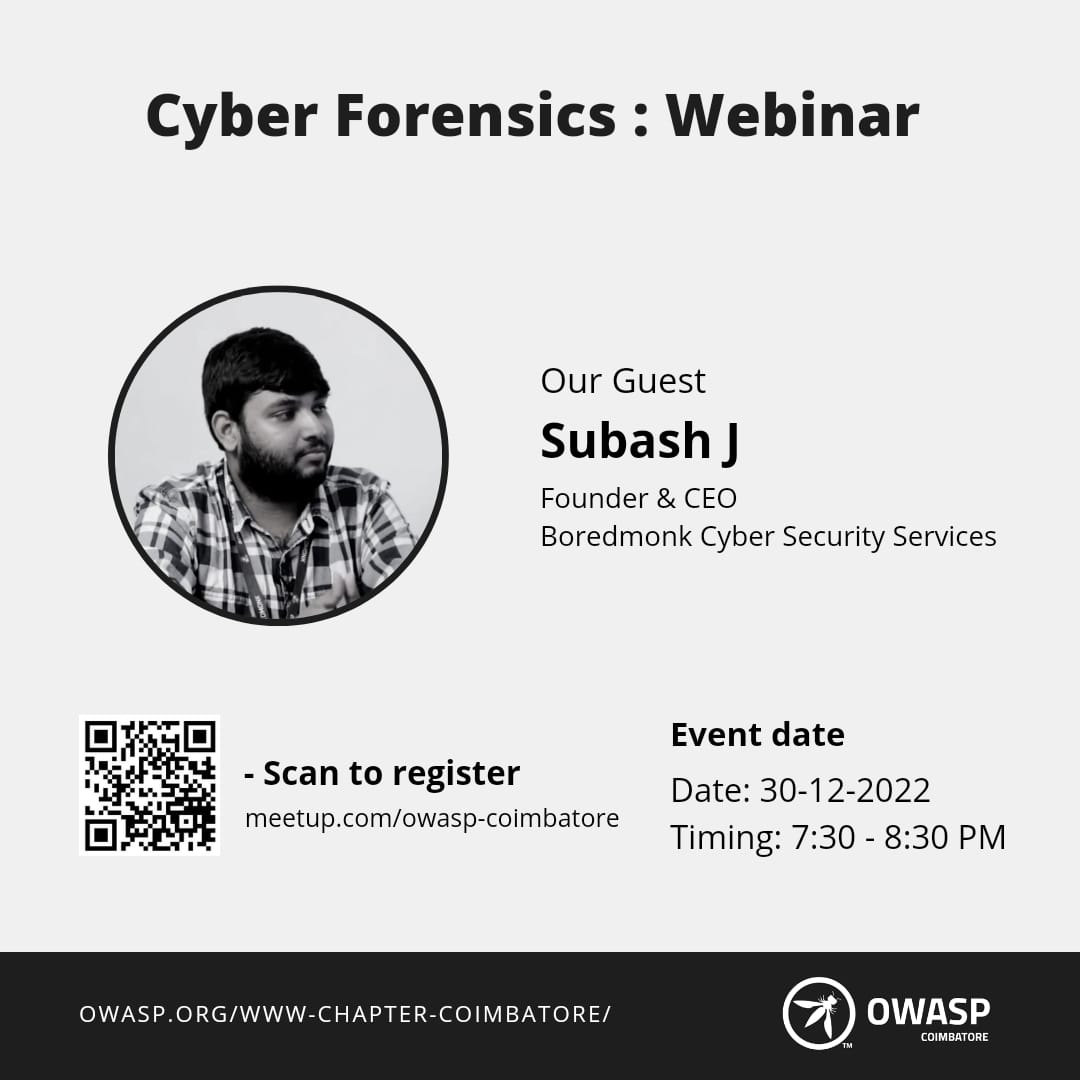 Cyber Forensics : Webinar
Our Guest
Subash J
Founder & CEO
Boredmonk Cyber Security Services
- Scan to register
meetup.com/owasp-coimbatore
Event date
Date: 30-12-2022
Timing: 7:30 - 8:30 PM
OWASP.ORG/WWW-CHAPTER-COIMBATORE/
OWASP
COIMBATORE
TM